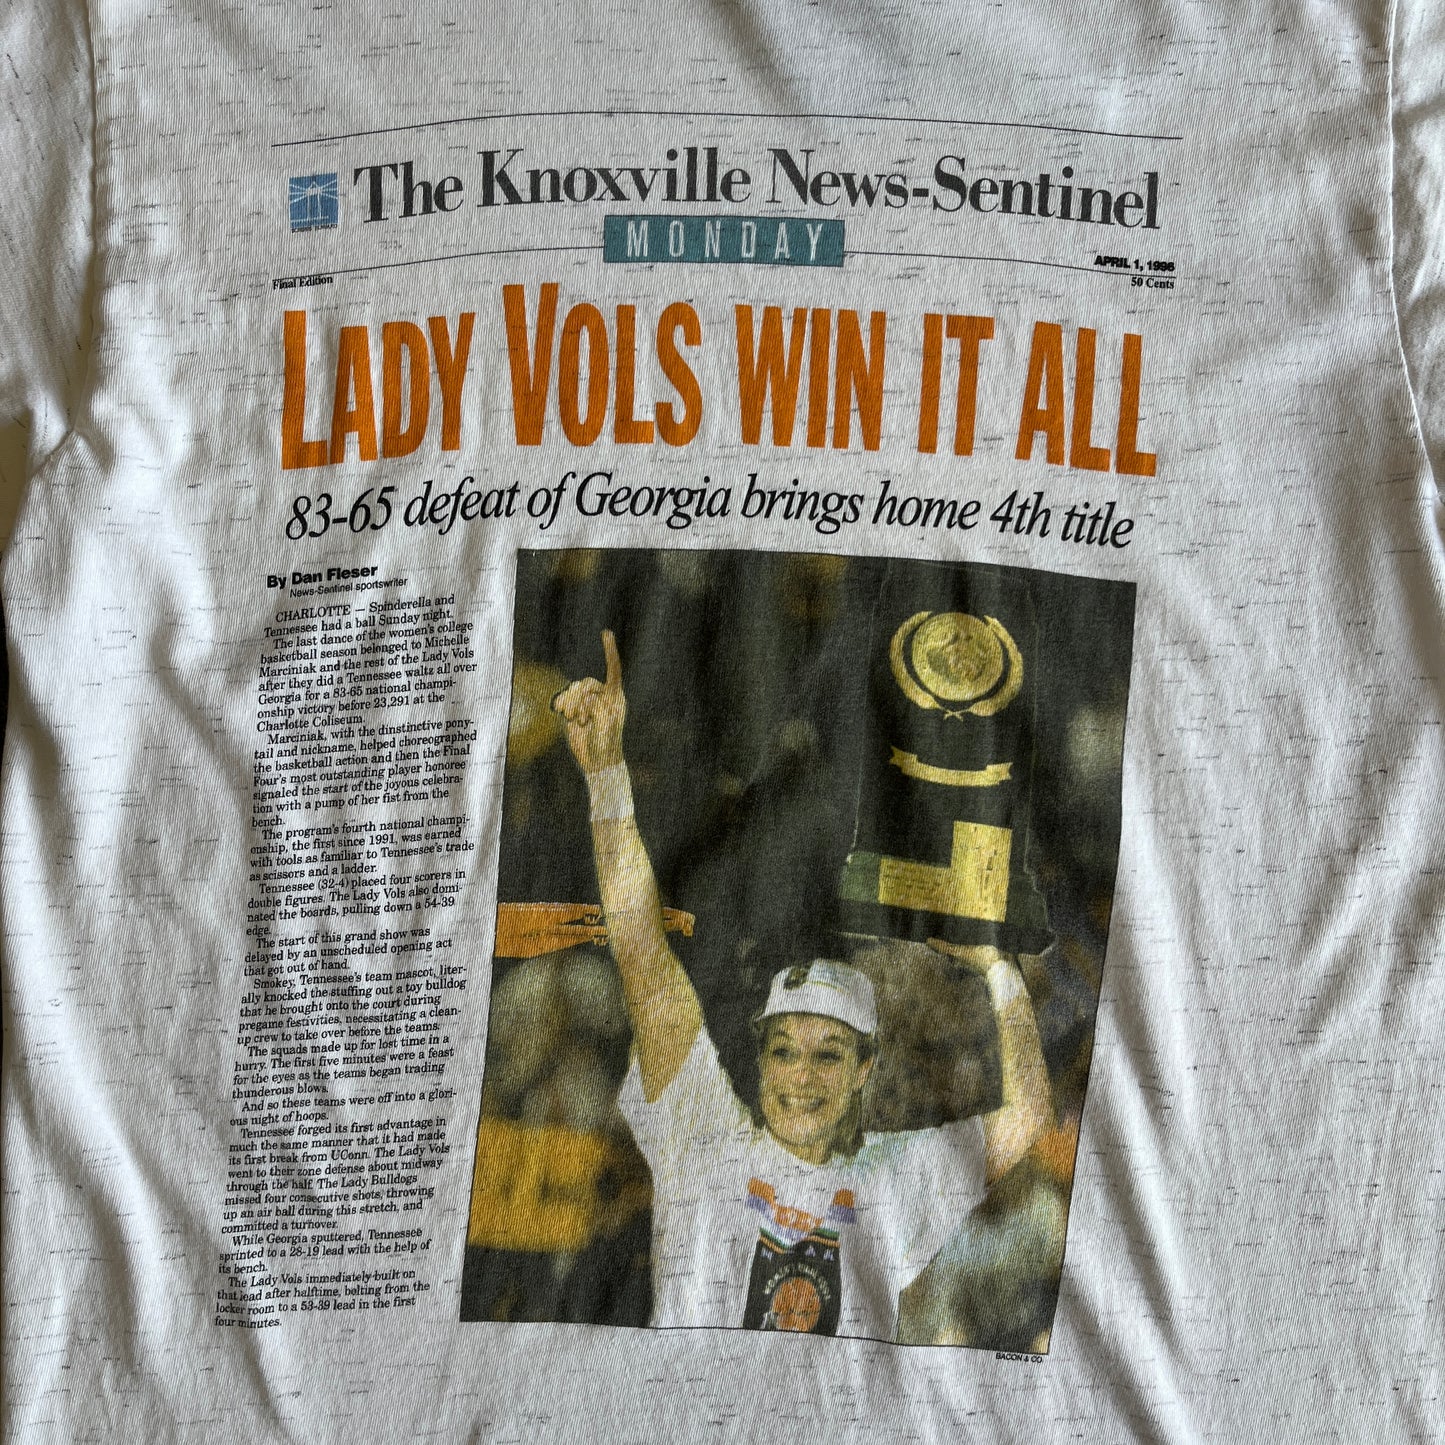 The Knoxville News-Sentinel
MONDAY
Final Edition
APRIL 1, 1996
50 Cents
LADY VOLS WIN IT ALL
83-65 defeat of Georgia brings home 4th title
By Dan Fleser
News-Sentinel sportswriter
CHARLOTTE — Spinderella and
Tennessee had a ball Sunday night.
The last dance of the women's college
basketball season belonged to Michelle
Marciniak and the rest of the Lady Vols
after they did a Tennessee waltz all over
Georgia for a 83-65 national champi-
onship victory before 23,291 at the
Charlotte Coliseum.
Marciniak, with the dinstinctive pony-
tail and nickname, helped choreographed
the basketball action and then the Final
Four's most outstanding player honoree
signaled the start of the joyous celebra-
tion with a pump of her fist from the
bench.
The program's fourth national champi-
onship, the first since 1991, was earned
with tools as familiar to Tennessee's trade
as scissors and a ladder.
Tennessee (32-4) placed four scorers in
double figures. The Lady Vols also domi-
nated the boards, pulling down a 54-39
edge.
The start of this grand show was
delayed by an unscheduled opening act
that got out of hand.
Smokey, Tennessee's team mascot, liter-
ally knocked the stuffing out a toy bulldog
that he brought onto the court during
pregame festivities, necessitating a clean-
up crew to take over before the teams.
The squads made up for lost time in a
hurry. The first five minutes were a feast
for the eyes as the teams began trading
thunderous blows.
And so these teams were off into a glori-
ous night of hoops.
Tennessee forged its first advantage in
much the same manner that it had made
its first break from UConn. The Lady Vols
went to their zone defense about midway
through the half. The Lady Bulldogs
missed four consecutive shots, throwing
up an air ball during this stretch, and
committed a turnover.
While Georgia sputtered, Tennessee
sprinted to a 28-19 lead with the help of
its bench.
The Lady Vols immediately built on
that lead after halftime, bolting from the
locker room to a 53-39 lead in the first
four minutes.
BACON & CO.